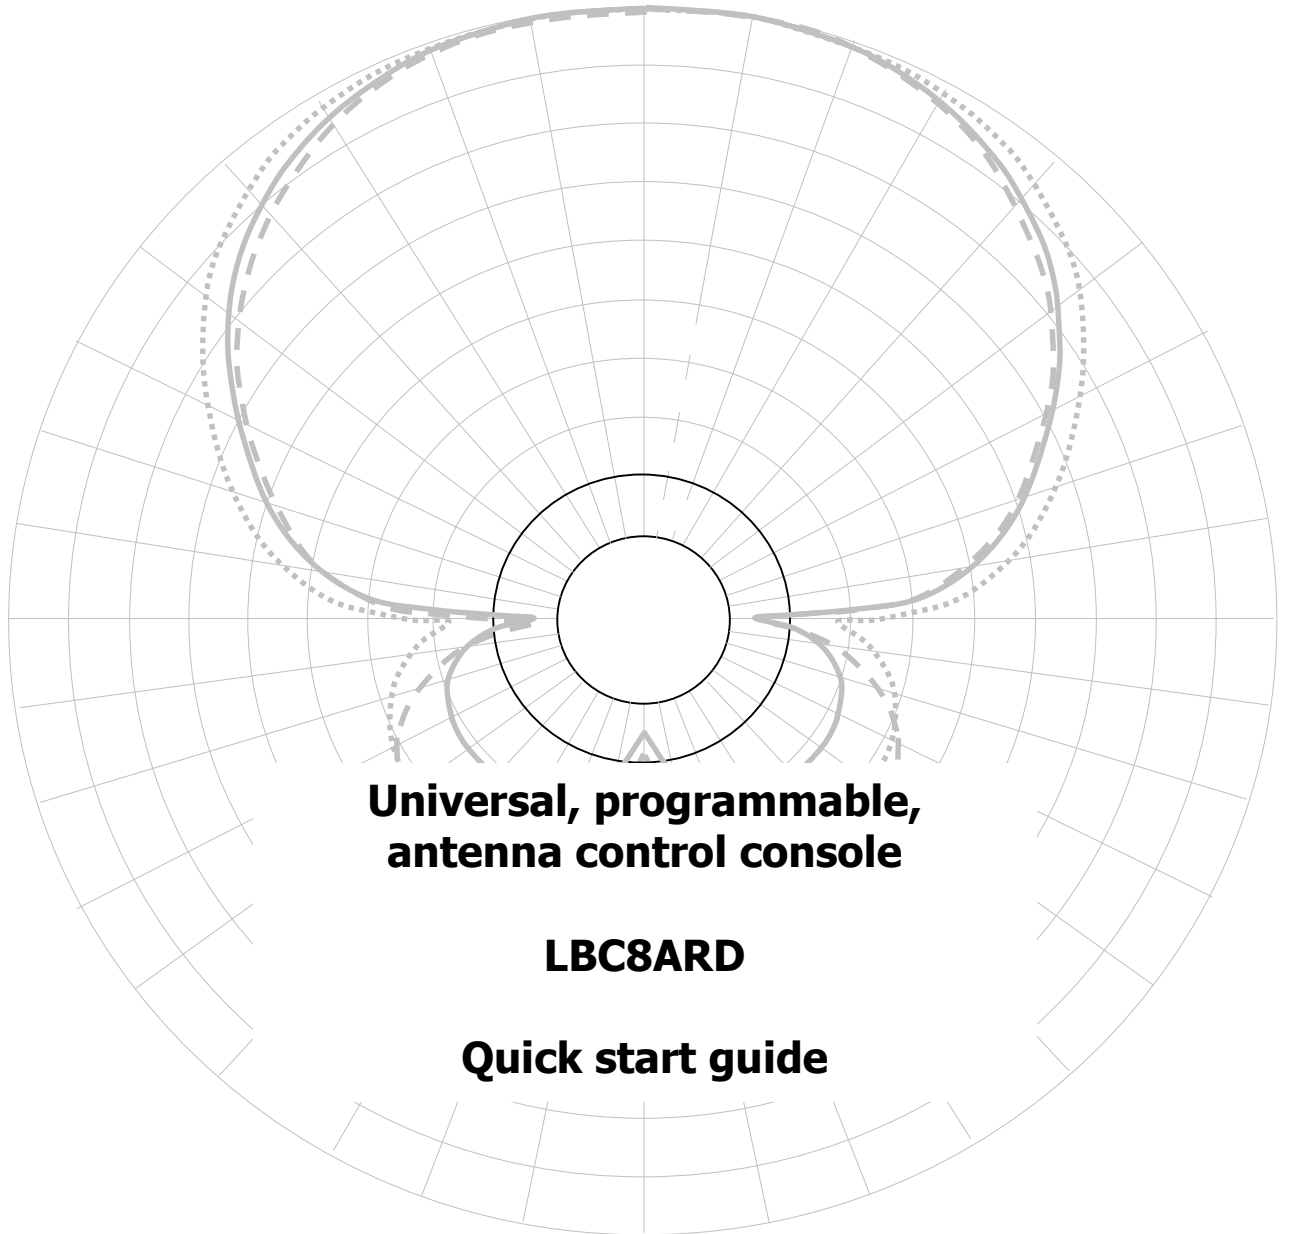 Universal, programmable,
antenna control console
LBC8ARD
Quick start guide